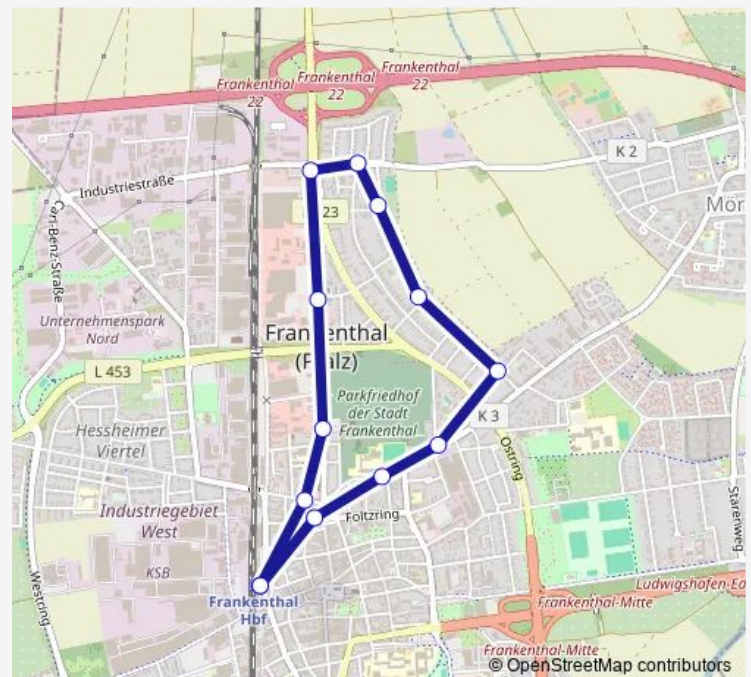 Frankenthal
22
Frankenthal
22
Frankenthal
22
K 2
Industriestraße
23
Mör
Carl-Benz-Straße
Unternehmenspark
Nord
Frankenthal
(Pfalz)
L 453
Parkfriedhof
der Stadt
Frankenthal
K 3
Hessheimer
Viertel
Ostring
Industriegebiet
West
Foltzring
Starenweg
KSB
Westring
Frankenthal
Hbf
Ludwigshafen-Ed
Frankenthal-Mitte
Frankenthal-Mitte
© OpenStreetMap contributors